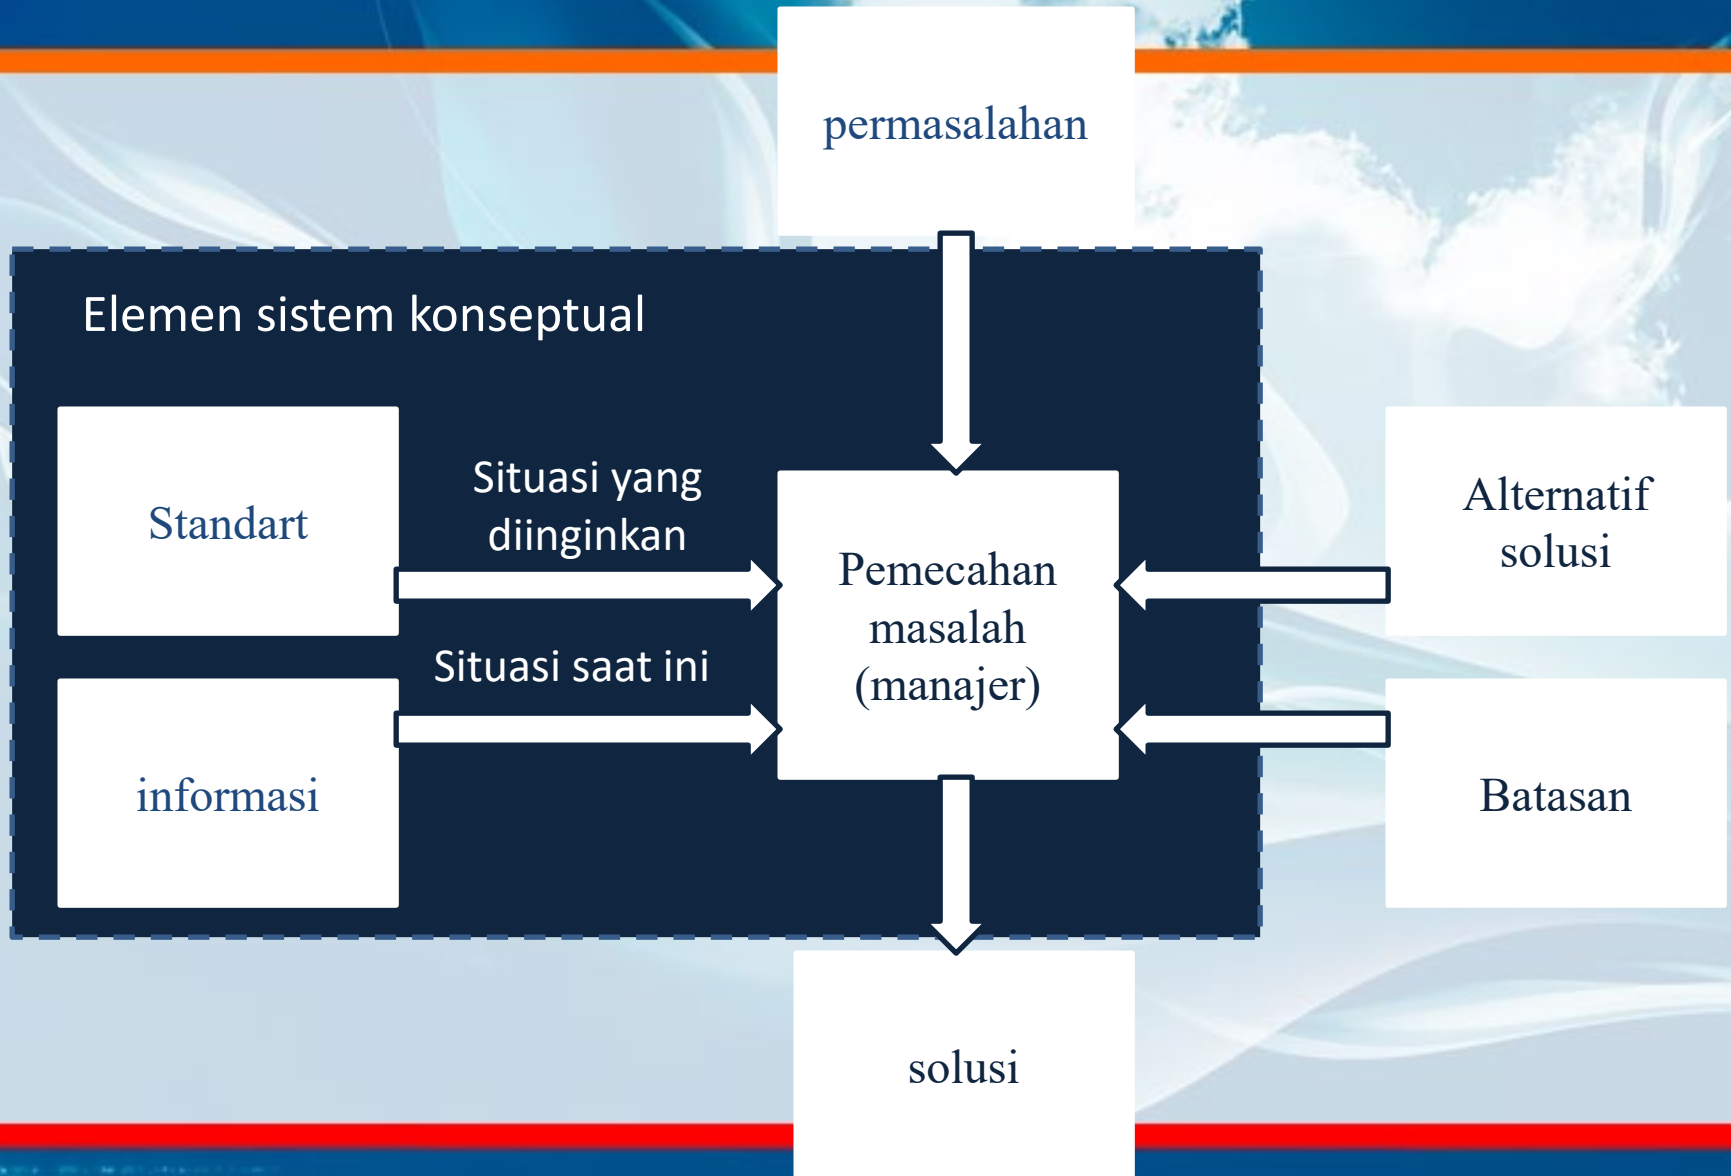 permasalahan
Elemen sistem konseptual
Standart
Situasi yang
diinginkan
Situasi saat ini
informasi
Pemecahan
masalah
(manajer)
Alternatif
solusi
Batasan
solusi